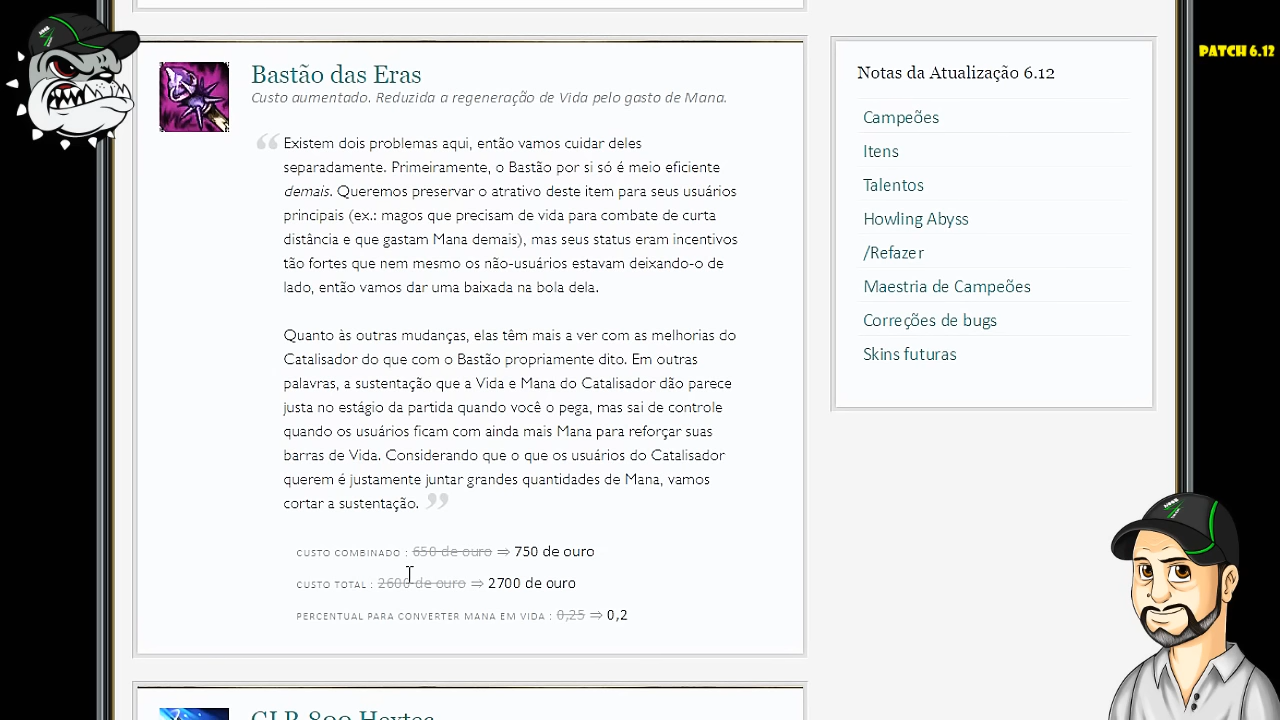 PATCH 6.12
Bastão das Eras
Custo aumentado. Reduzida a regeneração de Vida pelo gasto de Mana.
“ Existem dois problemas aqui, então vamos cuidar deles
separadamente. Primeiramente, o Bastão por si só é meio eficiente
demais. Queremos preservar o atrativo deste item para seus usuários
principais (ex.: magos que precisam de vida para combate de curta
distância e que gastam Mana demais), mas seus status eram incentivos
tão fortes que nem mesmo os não-usuários estavam deixando-o de
lado, então vamos dar uma baixada na bola dela.
Quanto às outras mudanças, elas têm mais a ver com as melhorias do
Catalisador do que com o Bastão propriamente dito. Em outras
palavras, a sustentação que a Vida e Mana do Catalisador dão parece
justa no estágio da partida quando você o pega, mas sai de controle
quando os usuários ficam com ainda mais Mana para reforçar suas
barras de Vida. Considerando que o que os usuários do Catalisador
querem é justamente juntar grandes quantidades de Mana, vamos
cortar a sustentação. ”
CUSTO COMBINADO : 650 de ouro ⇒ 750 de ouro
CUSTO TOTAL : 2600 de ouro ⇒ 2700 de ouro
PERCENTUAL PARA CONVERTER MANA EM VIDA : 0,25 ⇒ 0,2
GLP-800 Hextec
Notas da Atualização 6.12
Campeões
Itens
Talentos
Howling Abyss
/Refazer
Maestria de Campeões
Correções de bugs
Skins futuras